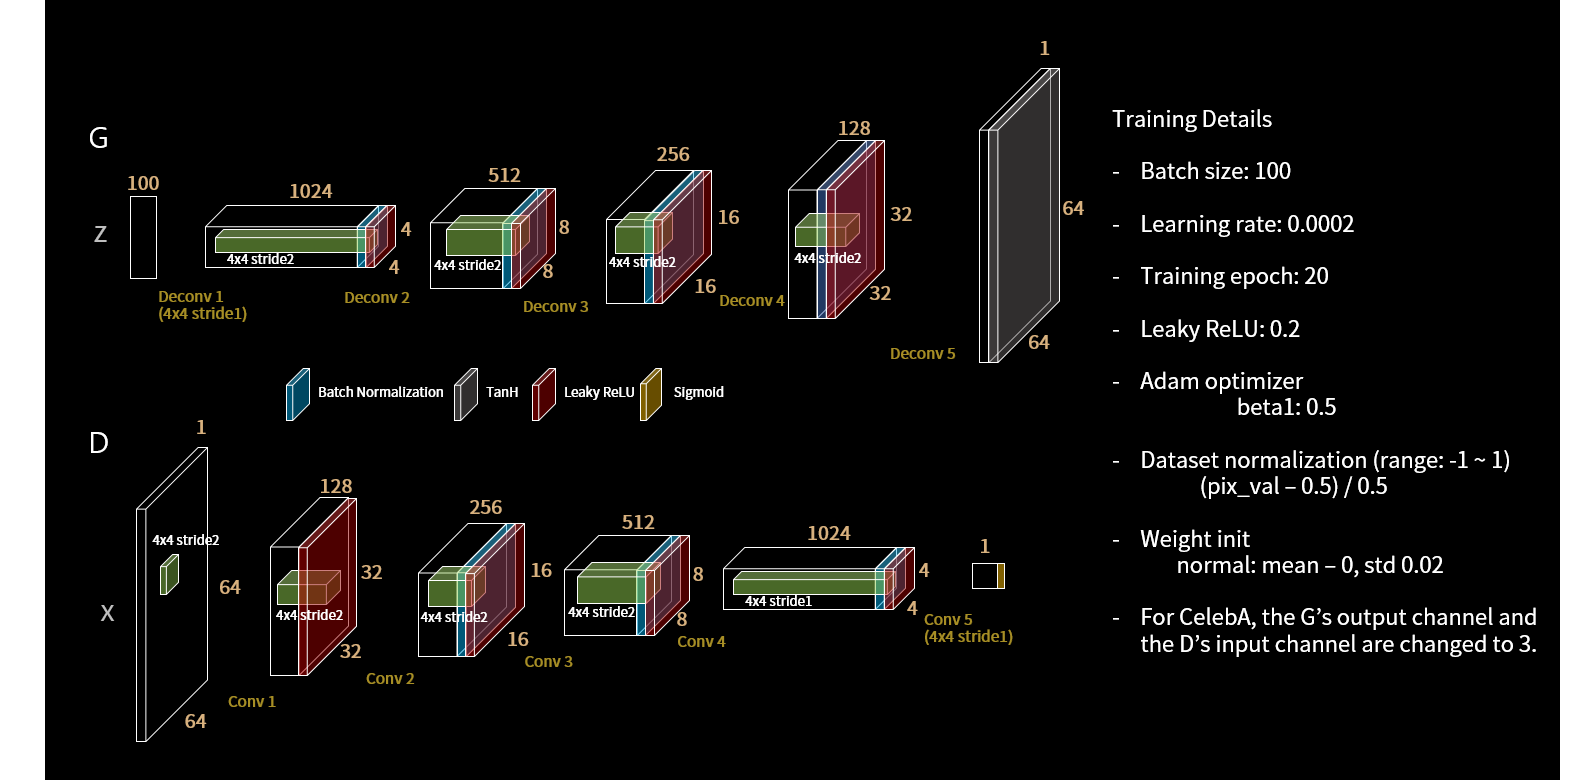 G
100
Z
1024
4
4
4x4 stride2
Deconv 1
(4x4 stride1)
Deconv 2
512
8
8
4x4 stride2
Deconv 3
256
16
16
4x4 stride2
Deconv 4
128
32
32
4x4 stride2
Deconv 5
1
64
64
Batch Normalization
TanH
Leaky ReLU
Sigmoid
D
1
X
4x4 stride2
64
64
Conv 1
128
32
32
4x4 stride2
Conv 2
256
16
16
4x4 stride2
Conv 3
512
8
8
4x4 stride2
Conv 4
1024
4
4
4x4 stride1
Conv 5
(4x4 stride1)
1
Training Details
- Batch size: 100
- Learning rate: 0.0002
- Training epoch: 20
- Leaky ReLU: 0.2
- Adam optimizer
beta1: 0.5
- Dataset normalization (range: -1 ~ 1)
(pix_val – 0.5) / 0.5
- Weight init
normal: mean – 0, std 0.02
- For CelebA, the G’s output channel and
the D’s input channel are changed to 3.